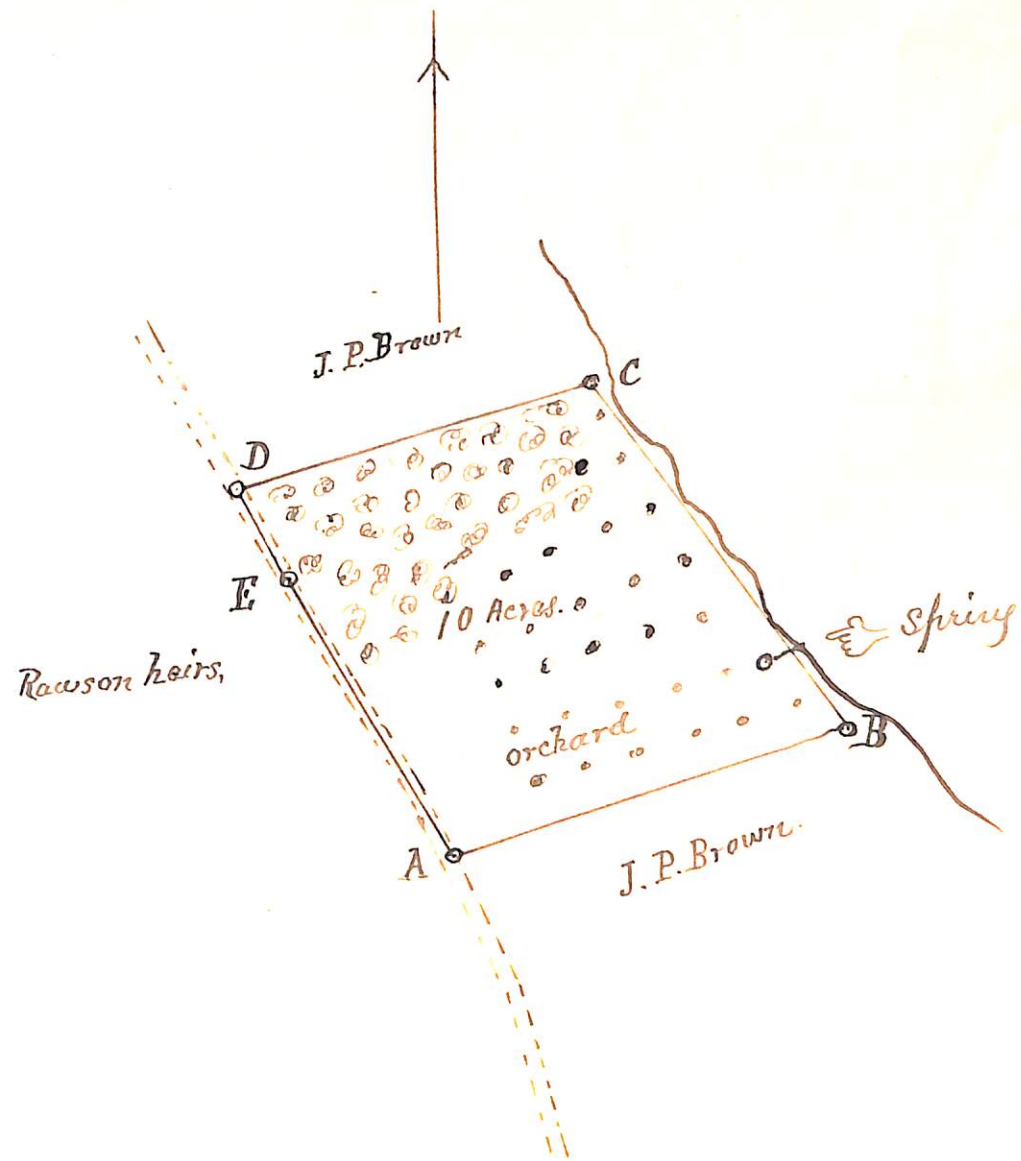 J. P. Brown
C
D
E
10 Acres.
Spring
Rawson heirs,
orchard
B
A
J. P. Brown.